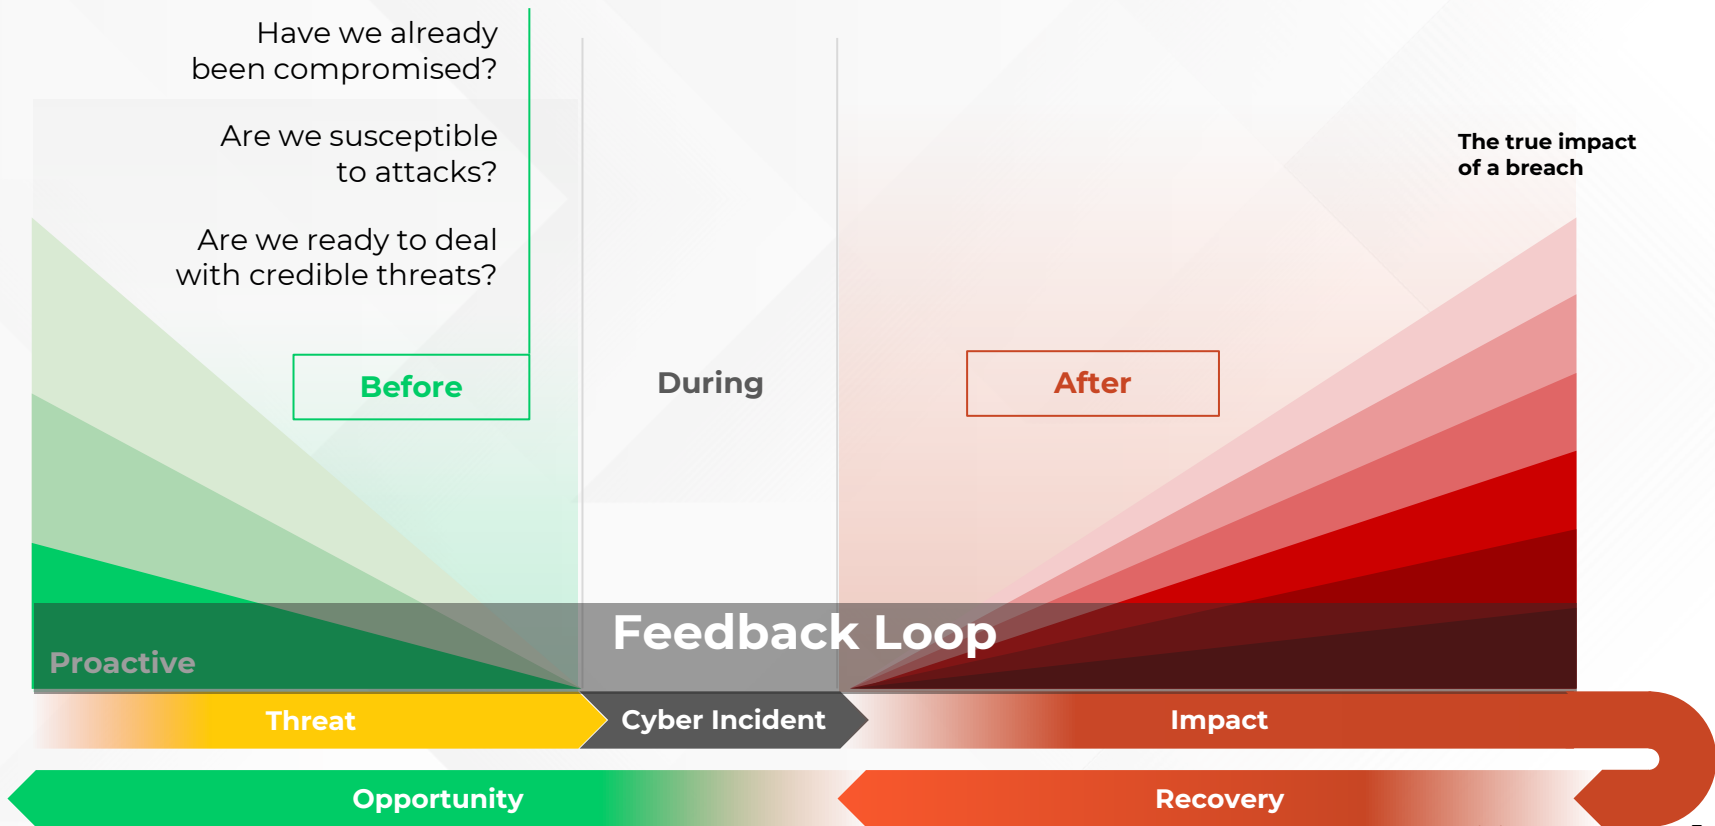 Have we already
been compromised?
Are we susceptible
to attacks?
Are we ready to deal
with credible threats?
The true impact
of a breach
Before
During
After
Feedback Loop
Proactive
Threat
Cyber Incident
Impact
Opportunity
Recovery